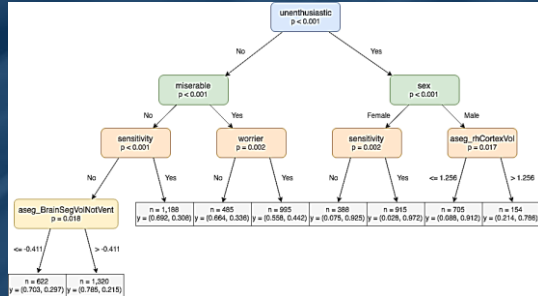 unenthusiastic
p < 0.001
No
Yes
miserable
p < 0.001
sex
p < 0.001
No
Yes
Female
Male
sensitivity
p < 0.001
worrier
p = 0.002
sensitivity
p = 0.002
aseg_rhCortexVol
p = 0.017
No
Yes
No
Yes
No
Yes
<= 1.256
> 1.256
aseg_BrainSegVolNotVent
p = 0.018
n = 1,188
y = (0.692, 0.308)
n = 485
y = (0.664, 0.336)
n = 995
y = (0.558, 0.442)
n = 388
y = (0.075, 0.925)
n = 915
y = (0.028, 0.972)
n = 705
y = (0.088, 0.912)
n = 154
y = (0.214, 0.786)
<= -0.411
> -0.411
n = 622
y = (0.703, 0.297)
n = 1,320
y = (0.785, 0.215)